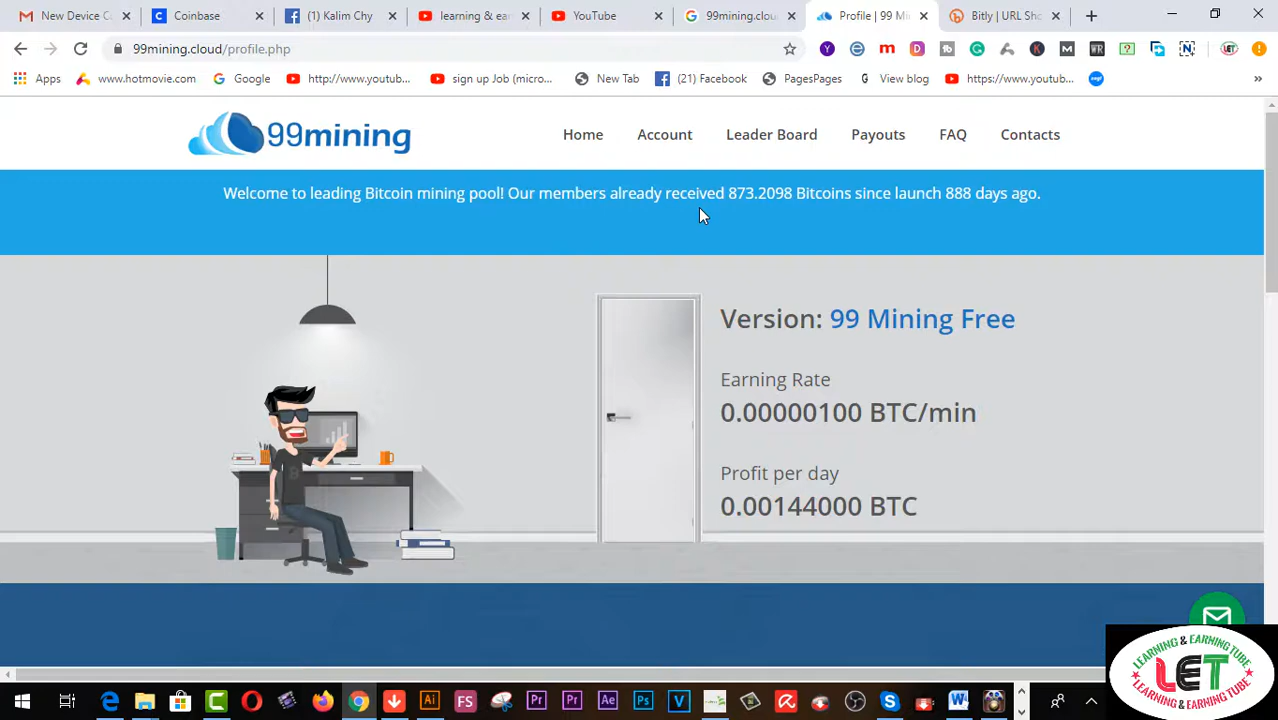 New Device C
Coinbase
(1) Kalim Chy
learning & ea
YouTube
99mining.clou
Profile | 99 Mi
Bitly | URL Sho
99mining.cloud/profile.php
Apps
www.hotmovie.com
Google
http://www.youtub...
sign up Job (micro...
New Tab
(21) Facebook
PagesPages
View blog
https://www.youtub...
99mining
Home
Account
Leader Board
Payouts
FAQ
Contacts
Welcome to leading Bitcoin mining pool! Our members already received 873.2098 Bitcoins since launch 888 days ago.
Version: 99 Mining Free
Earning Rate
0.00000100 BTC/min
Profit per day
0.00144000 BTC
LEARNING & EARNING TUBE
LET
LEARNING & EARNING TUBE